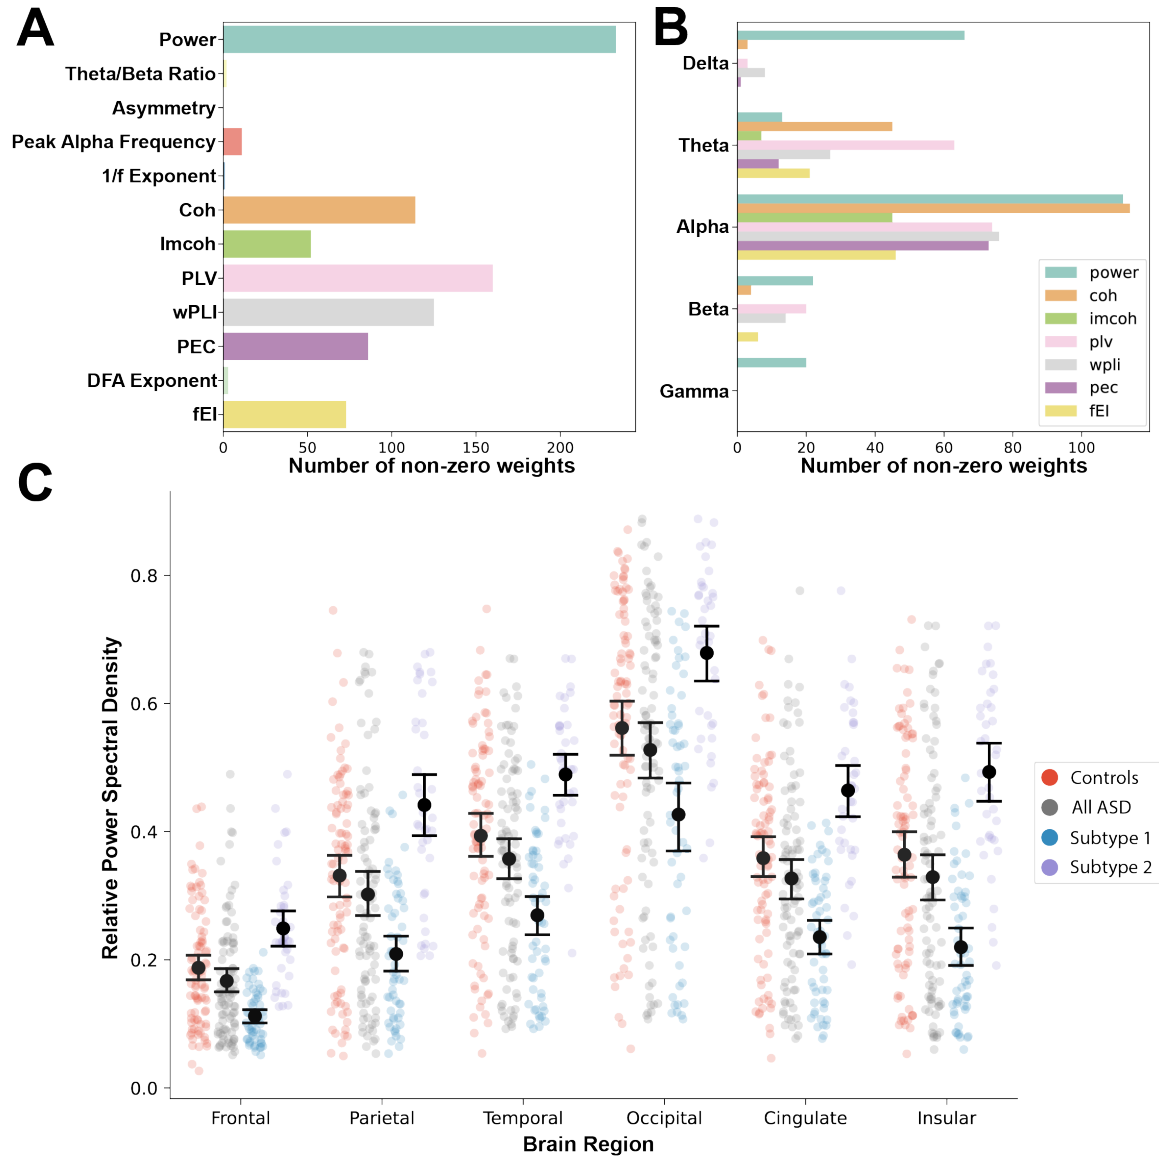 A
Power
Theta/Beta Ratio
Asymmetry
Peak Alpha Frequency
1/f Exponent
Coh
Imcoh
PLV
wPLI
PEC
DFA Exponent
fEI
0 50 100 150 200
Number of non-zero weights
B
Delta
Theta
Alpha
Beta
Gamma
power
coh
imcoh
plv
wpli
pec
fEI
0 20 40 60 80 100
Number of non-zero weights
C
Relative Power Spectral Density
0.8
0.6
0.4
0.2
0.0
Frontal Parietal Temporal Occipital Cingulate Insular
Brain Region
Controls
All ASD
Subtype 1
Subtype 2